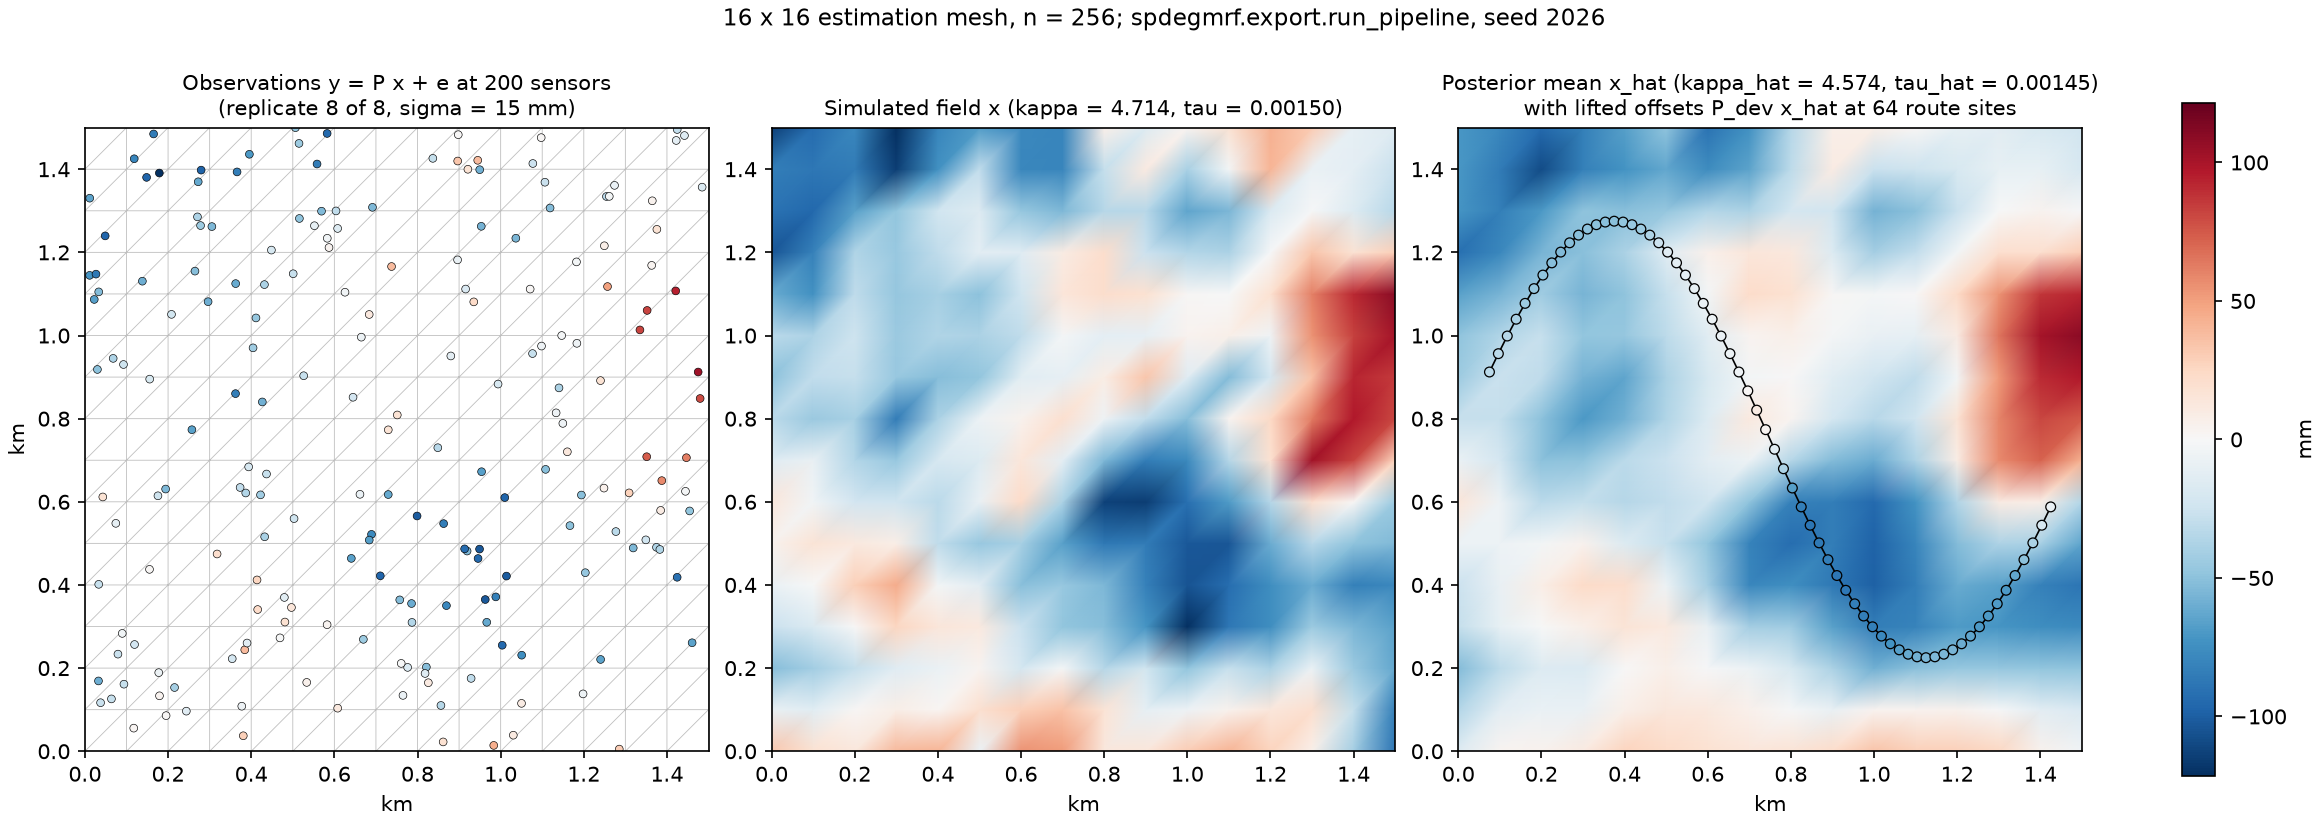 16 x 16 estimation mesh, n = 256; spdegmrf.export.run_pipeline, seed 2026
Observations y = P x + e at 200 sensors
(replicate 8 of 8, sigma = 15 mm)
1.4
1.2
1.0
0.8
0.6
0.4
0.2
0.0
km
0.0 0.2 0.4 0.6 0.8 1.0 1.2 1.4
km
Simulated field x (kappa = 4.714, tau = 0.00150)
1.4
1.2
1.0
0.8
0.6
0.4
0.2
0.0
0.0 0.2 0.4 0.6 0.8 1.0 1.2 1.4
km
Posterior mean x_hat (kappa_hat = 4.574, tau_hat = 0.00145)
with lifted offsets P_dev x_hat at 64 route sites
1.4
1.2
1.0
0.8
0.6
0.4
0.2
0.0
0.0 0.2 0.4 0.6 0.8 1.0 1.2 1.4
km
100
50
0
−50
−100
mm